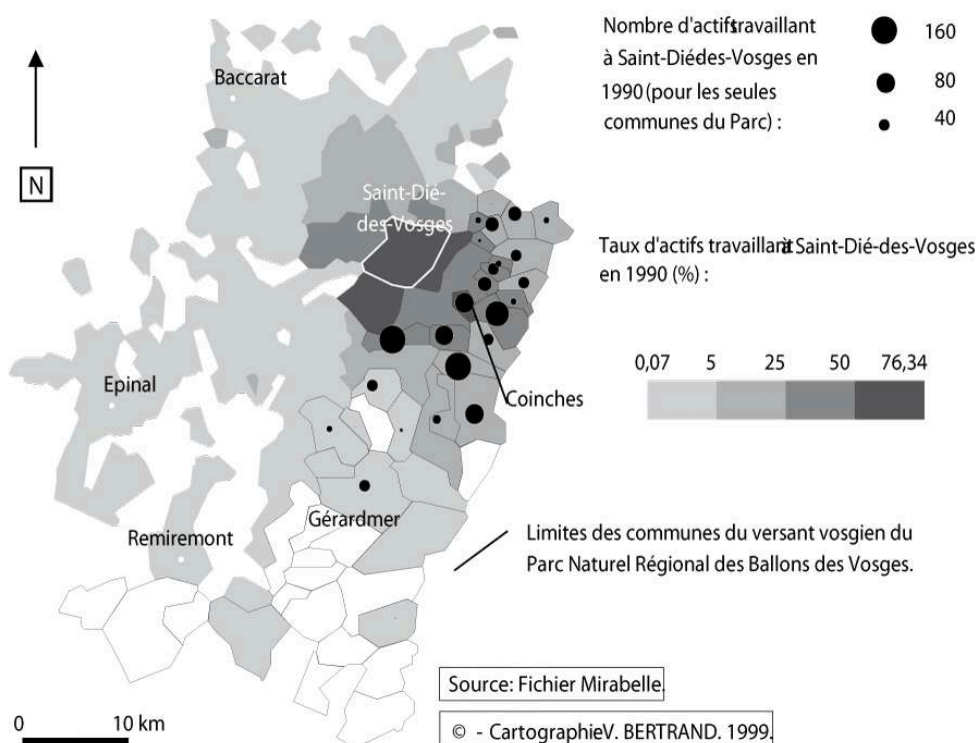 Nombre d'actifstravaillant
à Saint-Diédes-Vosges en
1990 (pour les seules
communes du Parc) :
160
80
40
Baccarat
N
Saint-Dié-
des-Vosges
Taux d'actifs travaillantà Saint-Dié-des-Vosges
en 1990 (%) :
0,07 5 25 50 76,34
Epinal
Coinches
Gérardmer
Remiremont
Limites des communes du versant vosgien du
Parc Naturel Régional des Ballons des Vosges.
Source: Fichier Mirabelle.
0 10 km
© - CartographieV. BERTRAND. 1999.